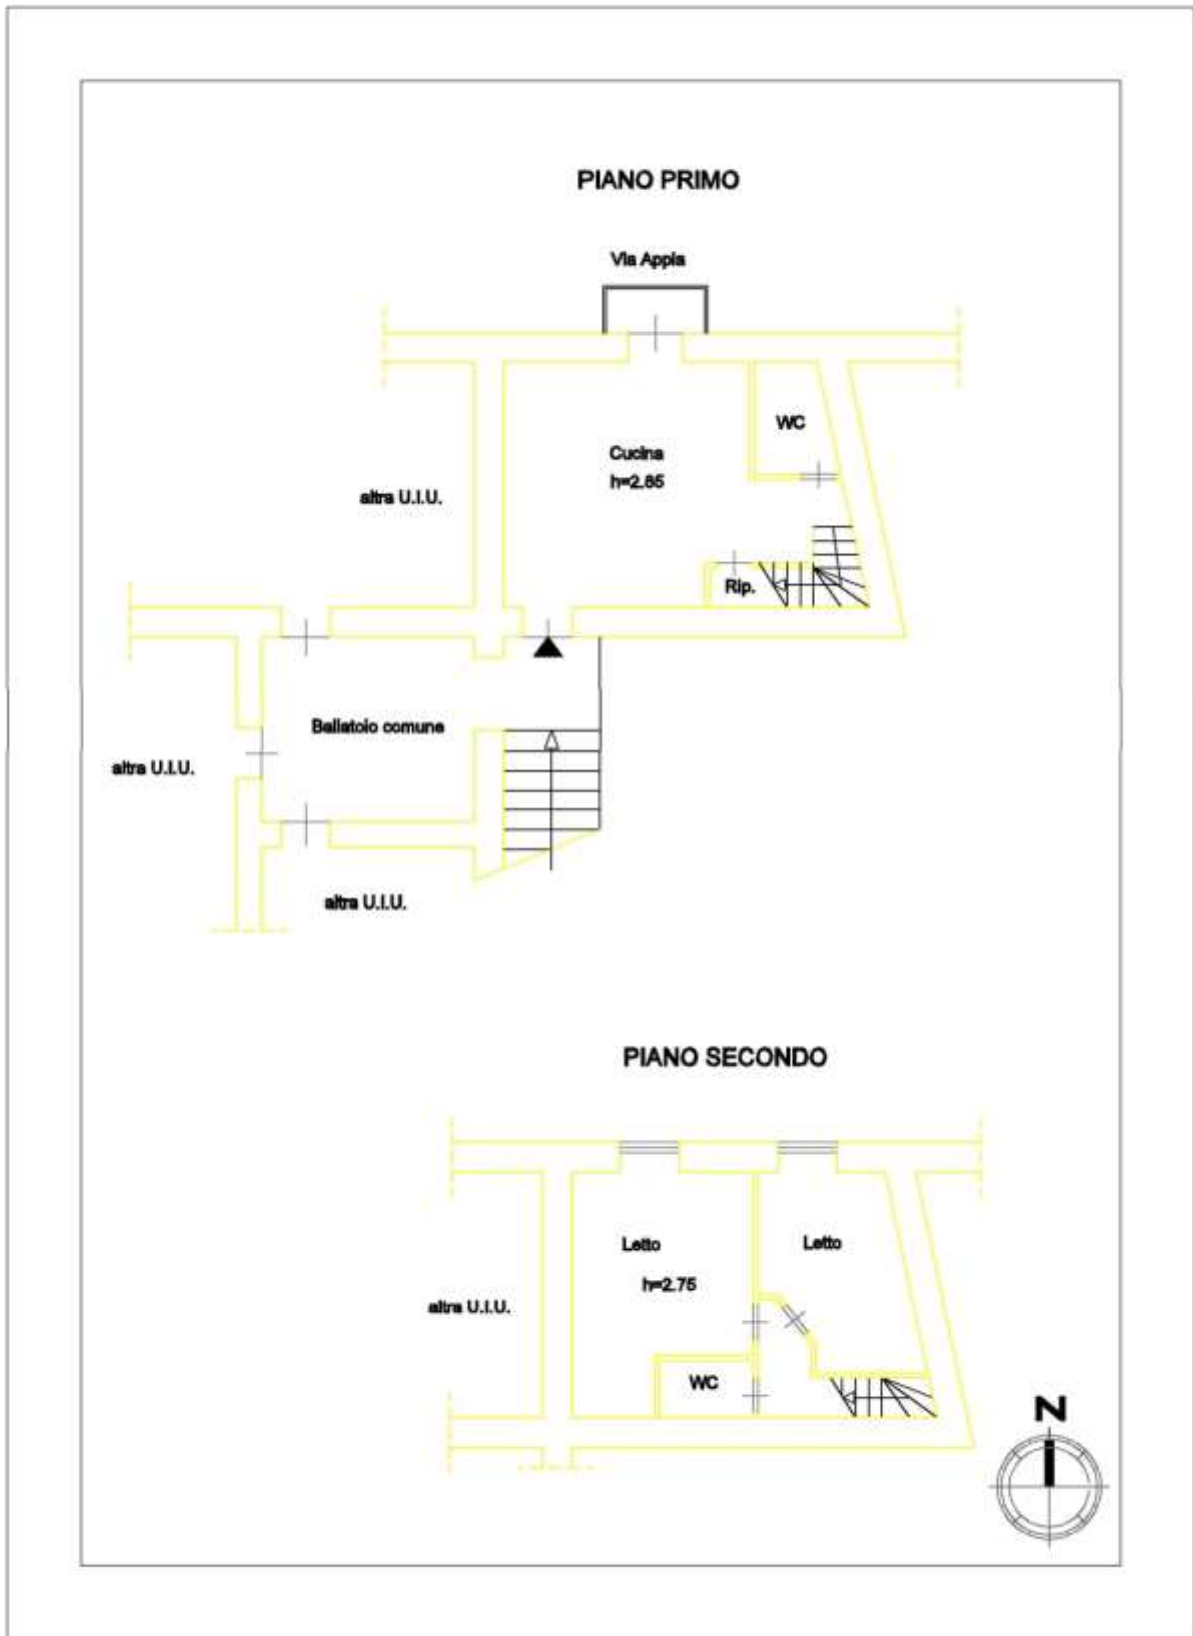 PIANO PRIMO
Via Appia
WC
Cucina
h=2.85
altra U.I.U.
Rip.
Ballatoio comune
altra U.I.U.
altra U.I.U.
PIANO SECONDO
Letto
Letto
h=2.75
altra U.I.U.
WC
N